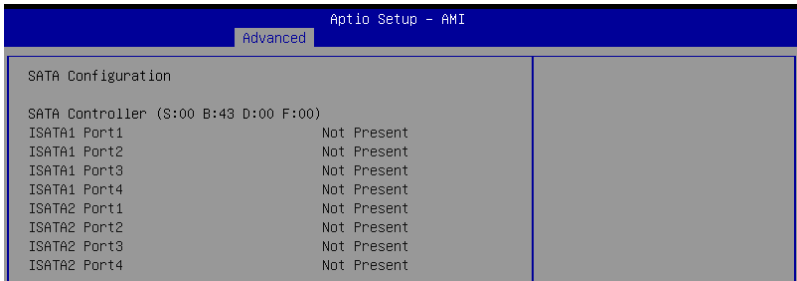 Aptio Setup – AMI
Advanced
SATA Configuration
SATA Controller (S:00 B:43 D:00 F:00)
ISATA1 Port1 Not Present
ISATA1 Port2 Not Present
ISATA1 Port3 Not Present
ISATA1 Port4 Not Present
ISATA2 Port1 Not Present
ISATA2 Port2 Not Present
ISATA2 Port3 Not Present
ISATA2 Port4 Not Present